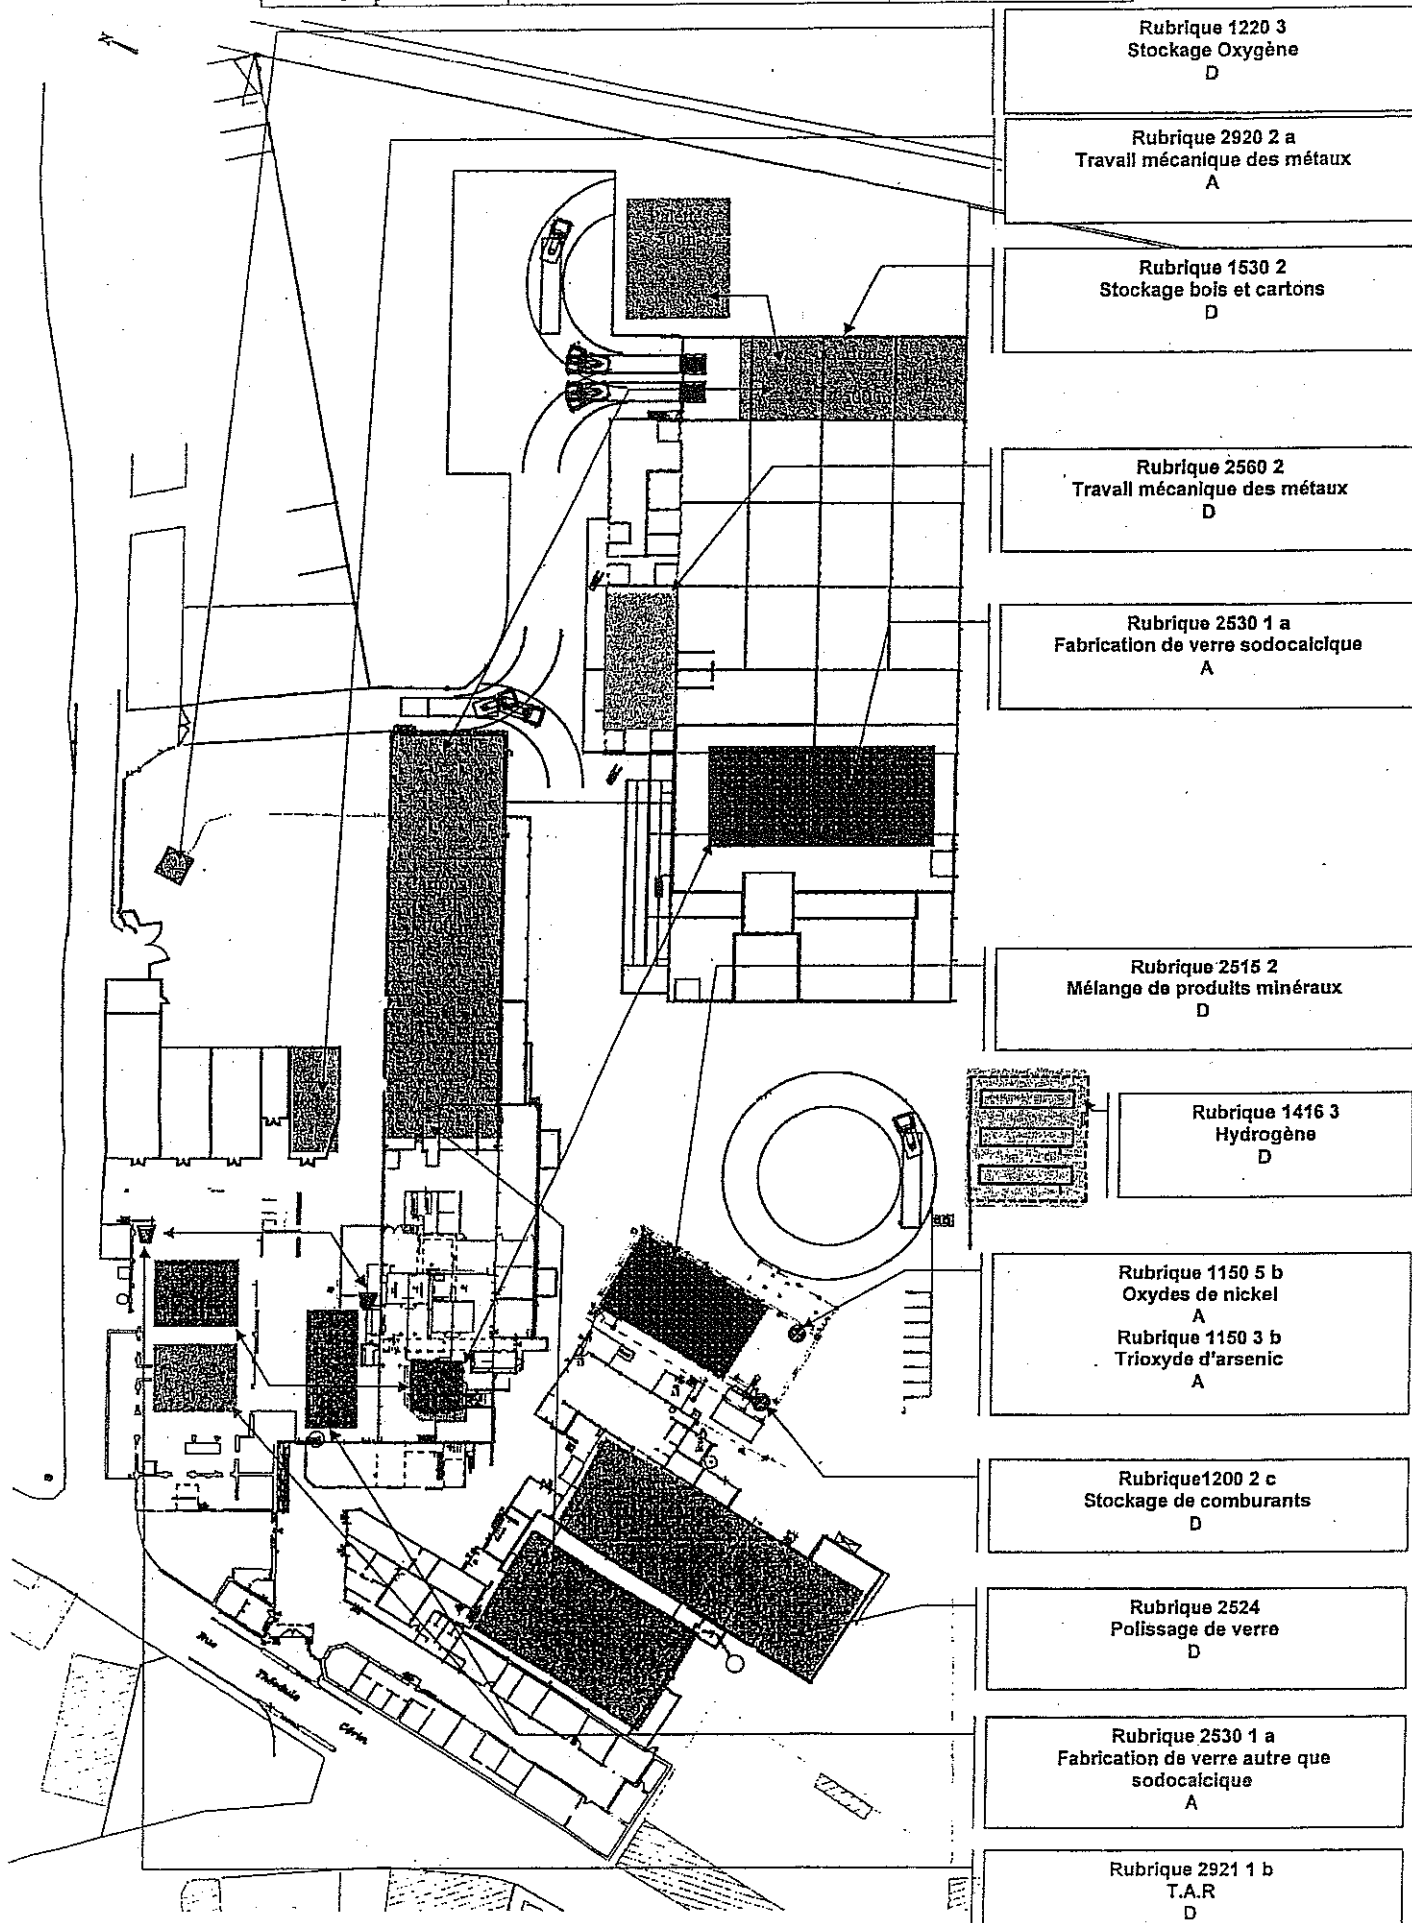 Rubrique 1220 3
Stockage Oxygène
D
Rubrique 2920 2 a
Travail mécanique des métaux
A
Rubrique 1530 2
Stockage bois et cartons
D
Rubrique 2560 2
Travail mécanique des métaux
D
Rubrique 2530 1 a
Fabrication de verre sodocalcique
A
Rubrique 2515 2
Mélange de produits minéraux
D
Rubrique 1416 3
Hydrogène
D
Rubrique 1150 5 b
Oxydes de nickel
A
Rubrique 1150 3 b
Trioxyde d'arsenic
A
Rubrique1200 2 c
Stockage de comburants
D
Rubrique 2524
Polissage de verre
D
Rubrique 2530 1 a
Fabrication de verre autre que
sodocalcique
A
Rubrique 2921 1 b
T.A.R
D
Rue